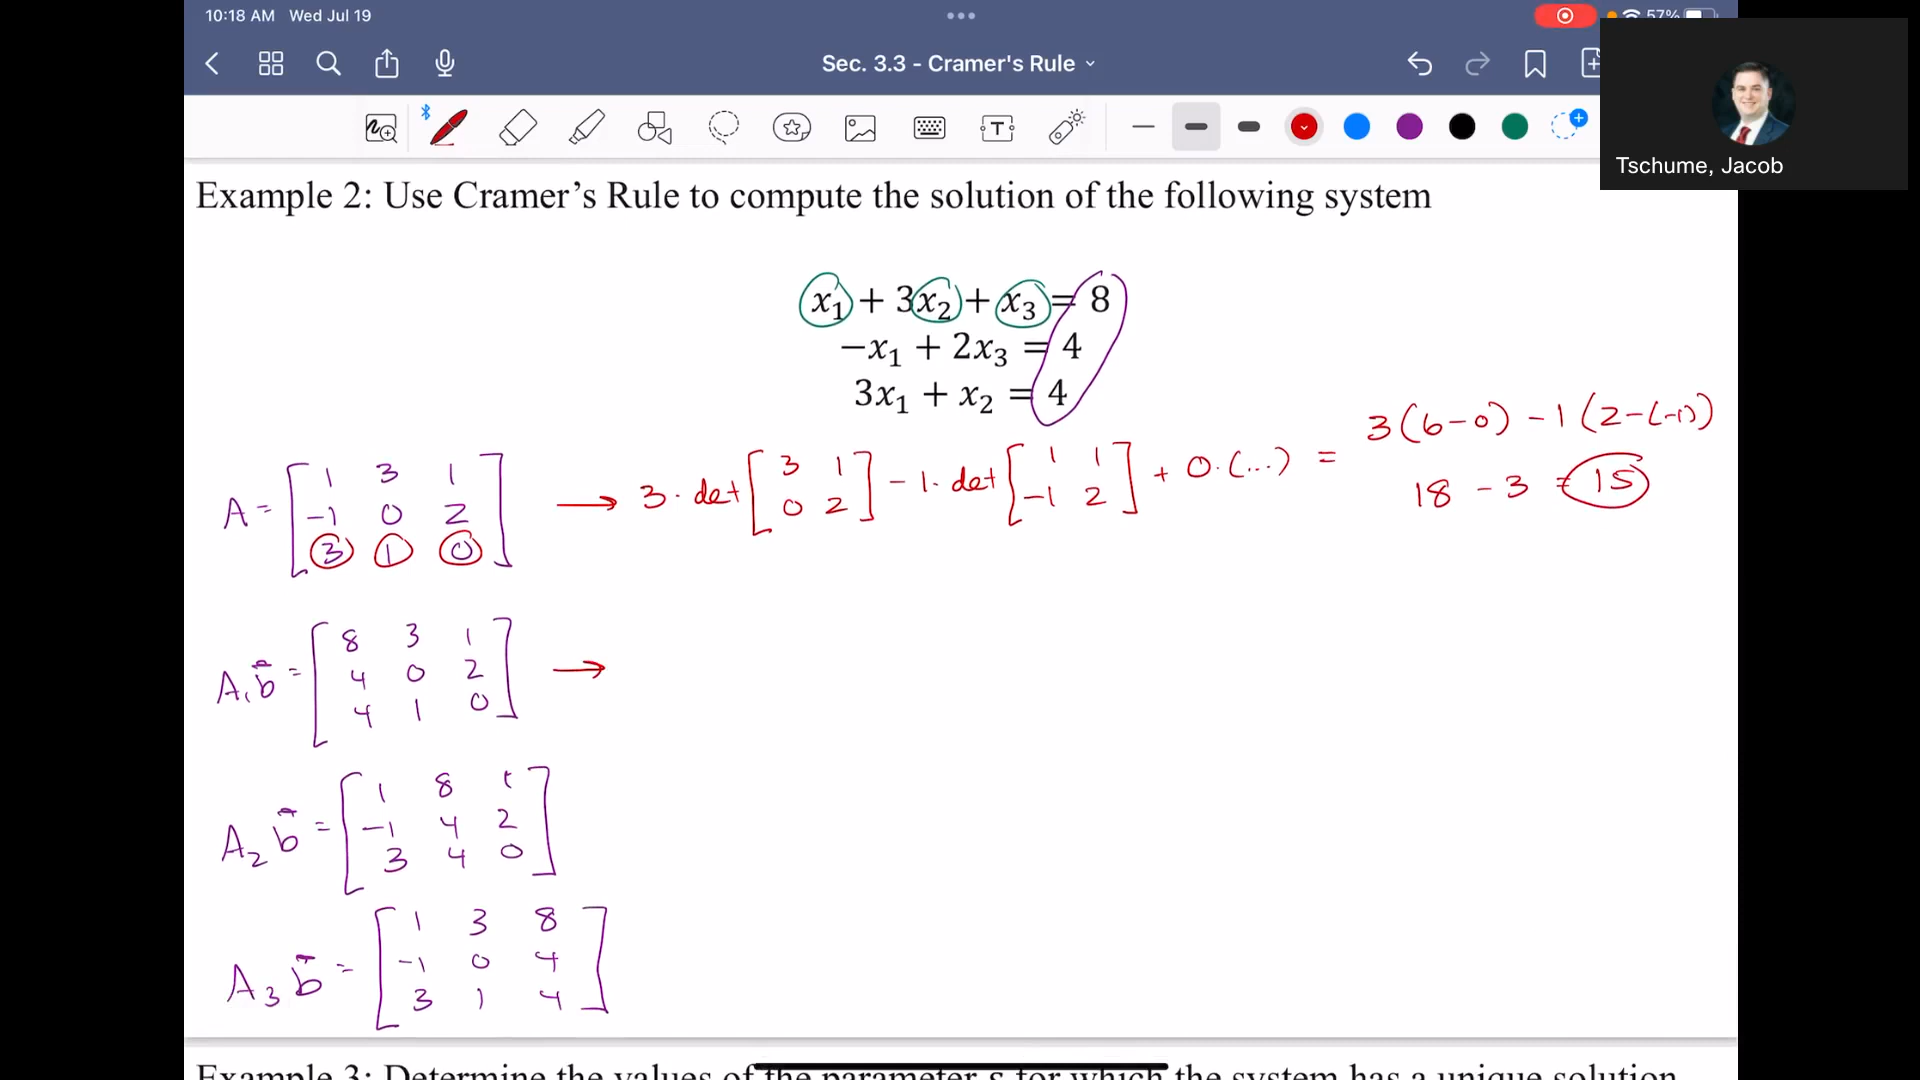 10:18 AM Wed Jul 19
57%
Sec. 3.3 - Cramer's Rule
Tschume, Jacob
Example 2: Use Cramer’s Rule to compute the solution of the following system
x₁ + 3x₂ + x₃ = 8
−x₁ + 2x₃ = 4
3x₁ + x₂ = 4
A = [1 3 1
-1 0 2
3 1 0] → 3 · det [3 1
0 2] - 1 · det [1 1
-1 2] + 0 · (...) = 3(6-0) - 1(2-(-1))
18 - 3 = 15
A₁b⃗ = [8 3 1
4 0 2
4 1 0] →
A₂b⃗ = [1 8 1
-1 4 2
3 4 0]
A₃b⃗ = [1 3 8
-1 0 4
3 1 4]
Example 3: Determine the values of the parameter s for which the system has a unique solution